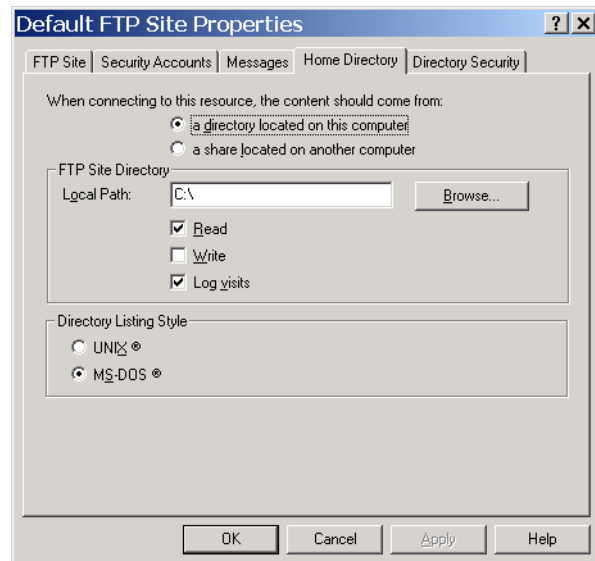 Default FTP Site Properties ? X
FTP Site Security Accounts Messages Home Directory Directory Security
When connecting to this resource, the content should come from:
a directory located on this computer
a share located on another computer
FTP Site Directory
Local Path: C:\ Browse...
Read
Write
Log visits
Directory Listing Style
UNIX ®
MS-DOS ®
OK Cancel Apply Help